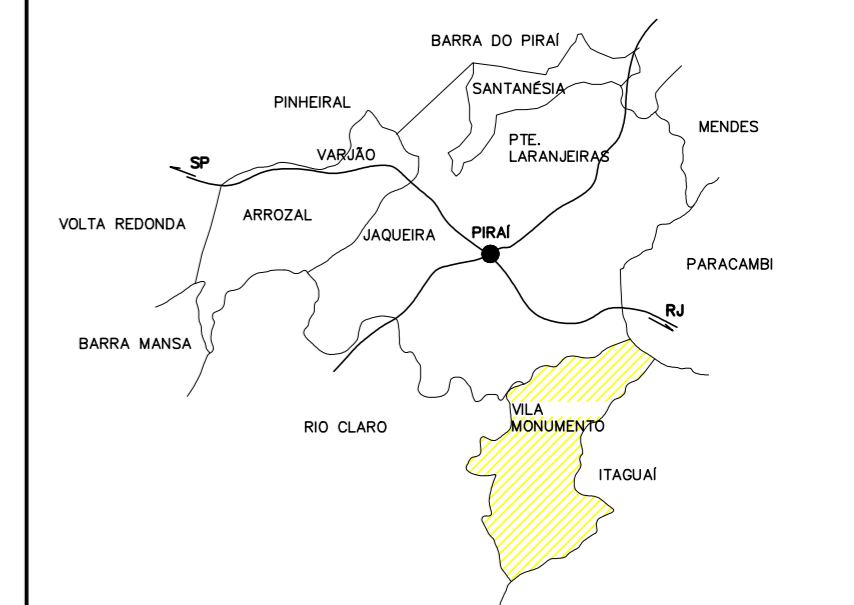 BARRA DO PIRAÍ
SANTANÉSIA
PINHEIRAL
MENDES
PTE.
LARANJEIRAS
VARJÃO
SP
ARROZAL
VOLTA REDONDA
JAQUEIRA
PIRAÍ
PARACAMBI
RJ
BARRA MANSA
VILA
MONUMENTO
RIO CLARO
ITAGUAÍ